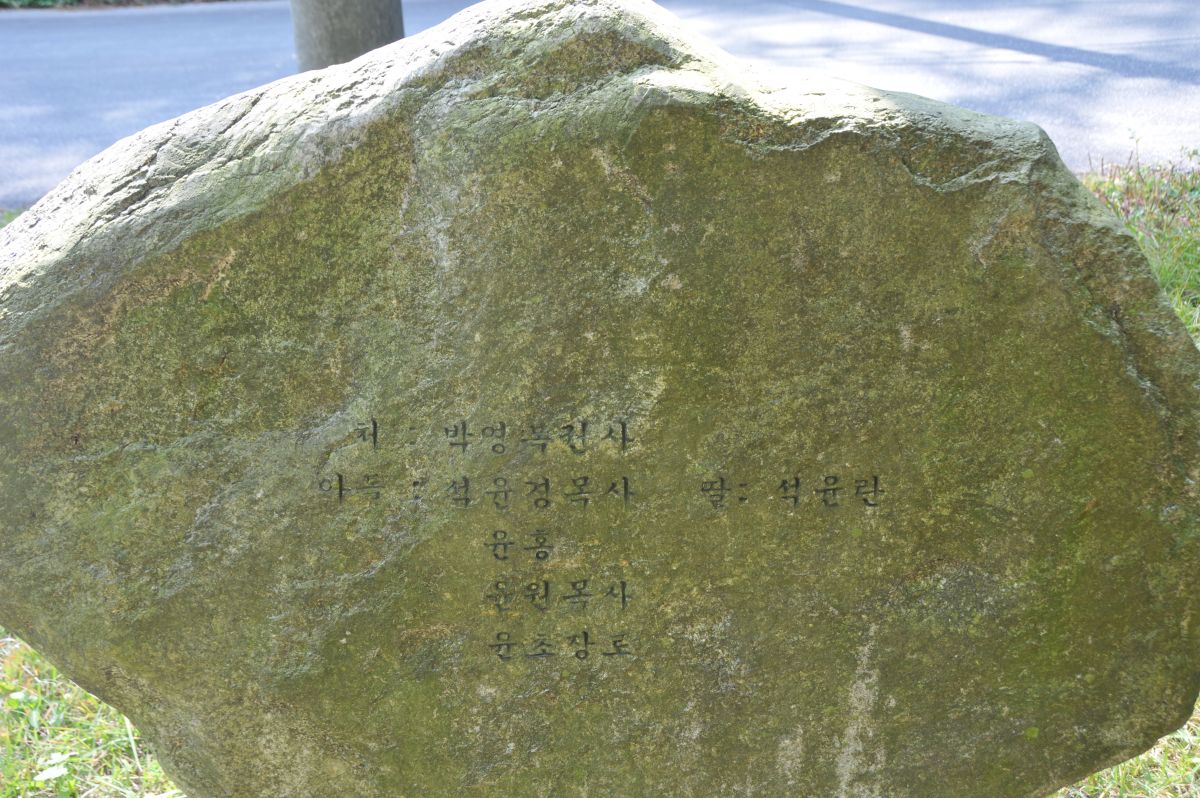 처 : 박영복권사
아들 : 석윤경목사 딸: 석윤란
윤홍
윤원목사
윤초장로